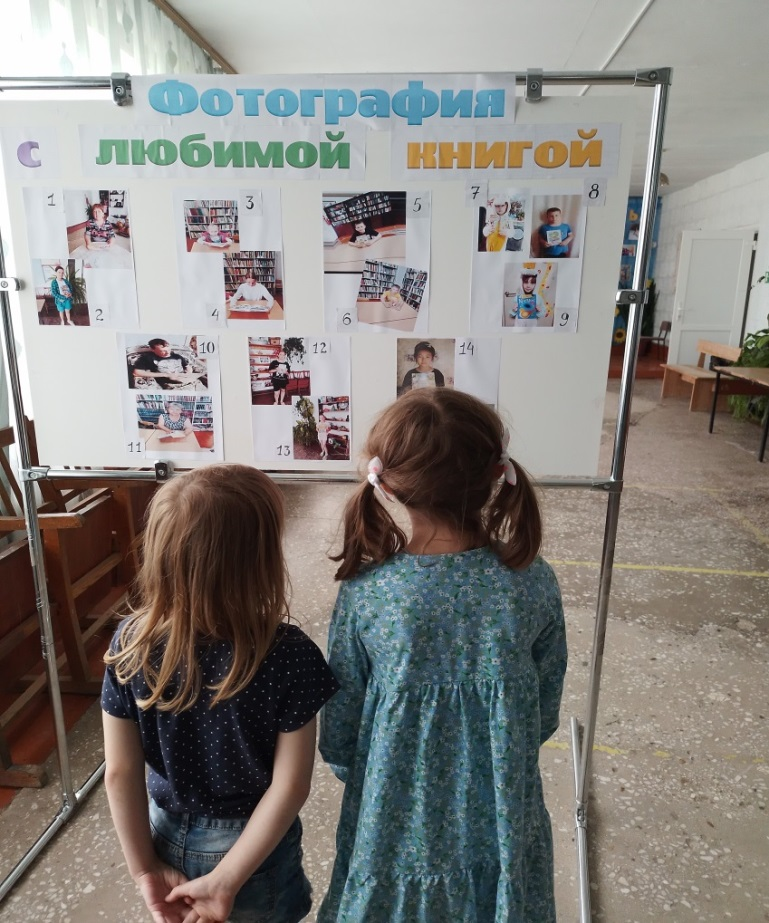 Фотография
с любимой книгой
1 3 5 7 8
2 4 6 9
10 12 14
11 13